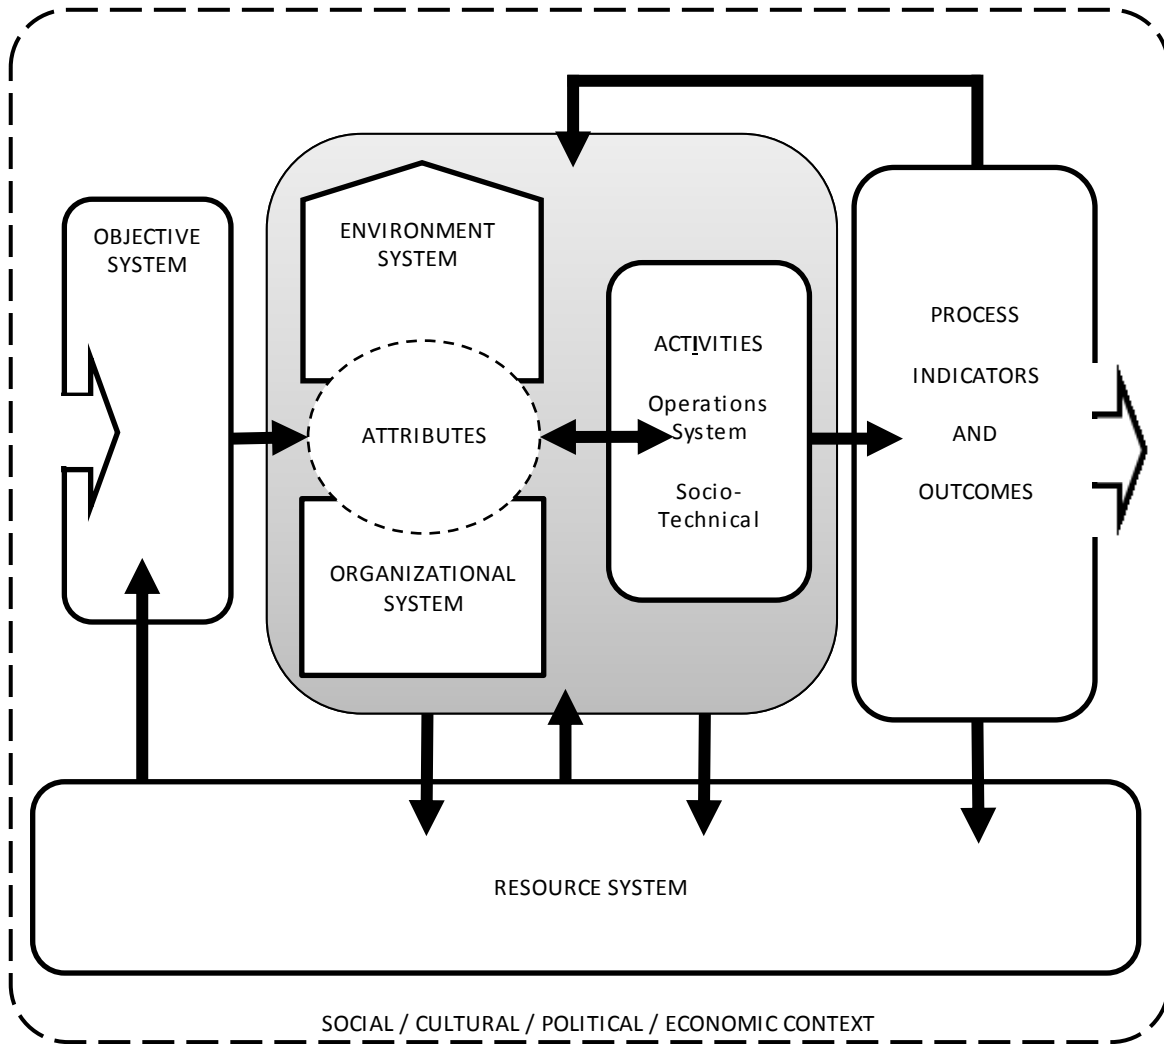 OBJECTIVE
SYSTEM
ENVIRONMENT
SYSTEM
ATTRIBUTES
ORGANIZATIONAL
SYSTEM
ACTIVITIES
Operations
System
Socio-
Technical
PROCESS
INDICATORS
AND
OUTCOMES
RESOURCE SYSTEM
SOCIAL / CULTURAL / POLITICAL / ECONOMIC CONTEXT